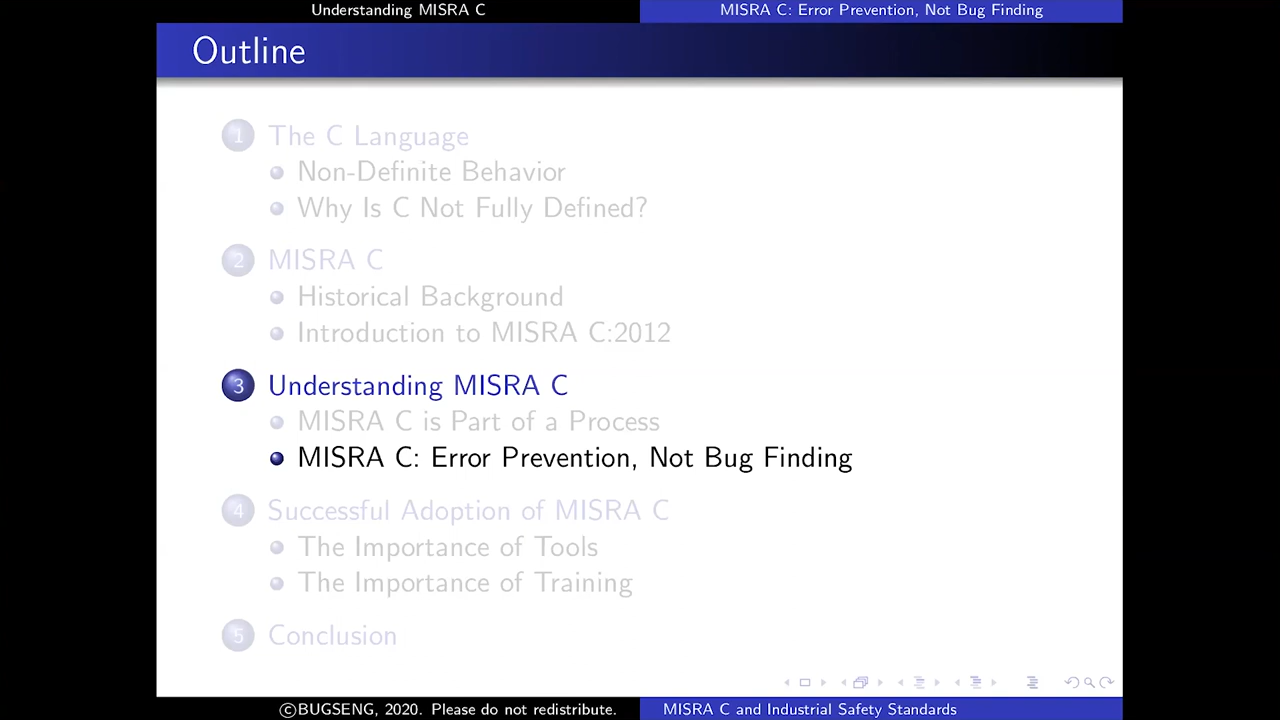 Understanding MISRA C
MISRA C: Error Prevention, Not Bug Finding
Outline
1 The C Language
Non-Definite Behavior
Why Is C Not Fully Defined?
2 MISRA C
Historical Background
Introduction to MISRA C:2012
3 Understanding MISRA C
MISRA C is Part of a Process
MISRA C: Error Prevention, Not Bug Finding
4 Successful Adoption of MISRA C
The Importance of Tools
The Importance of Training
5 Conclusion
©BUGSENG, 2020. Please do not redistribute.
MISRA C and Industrial Safety Standards